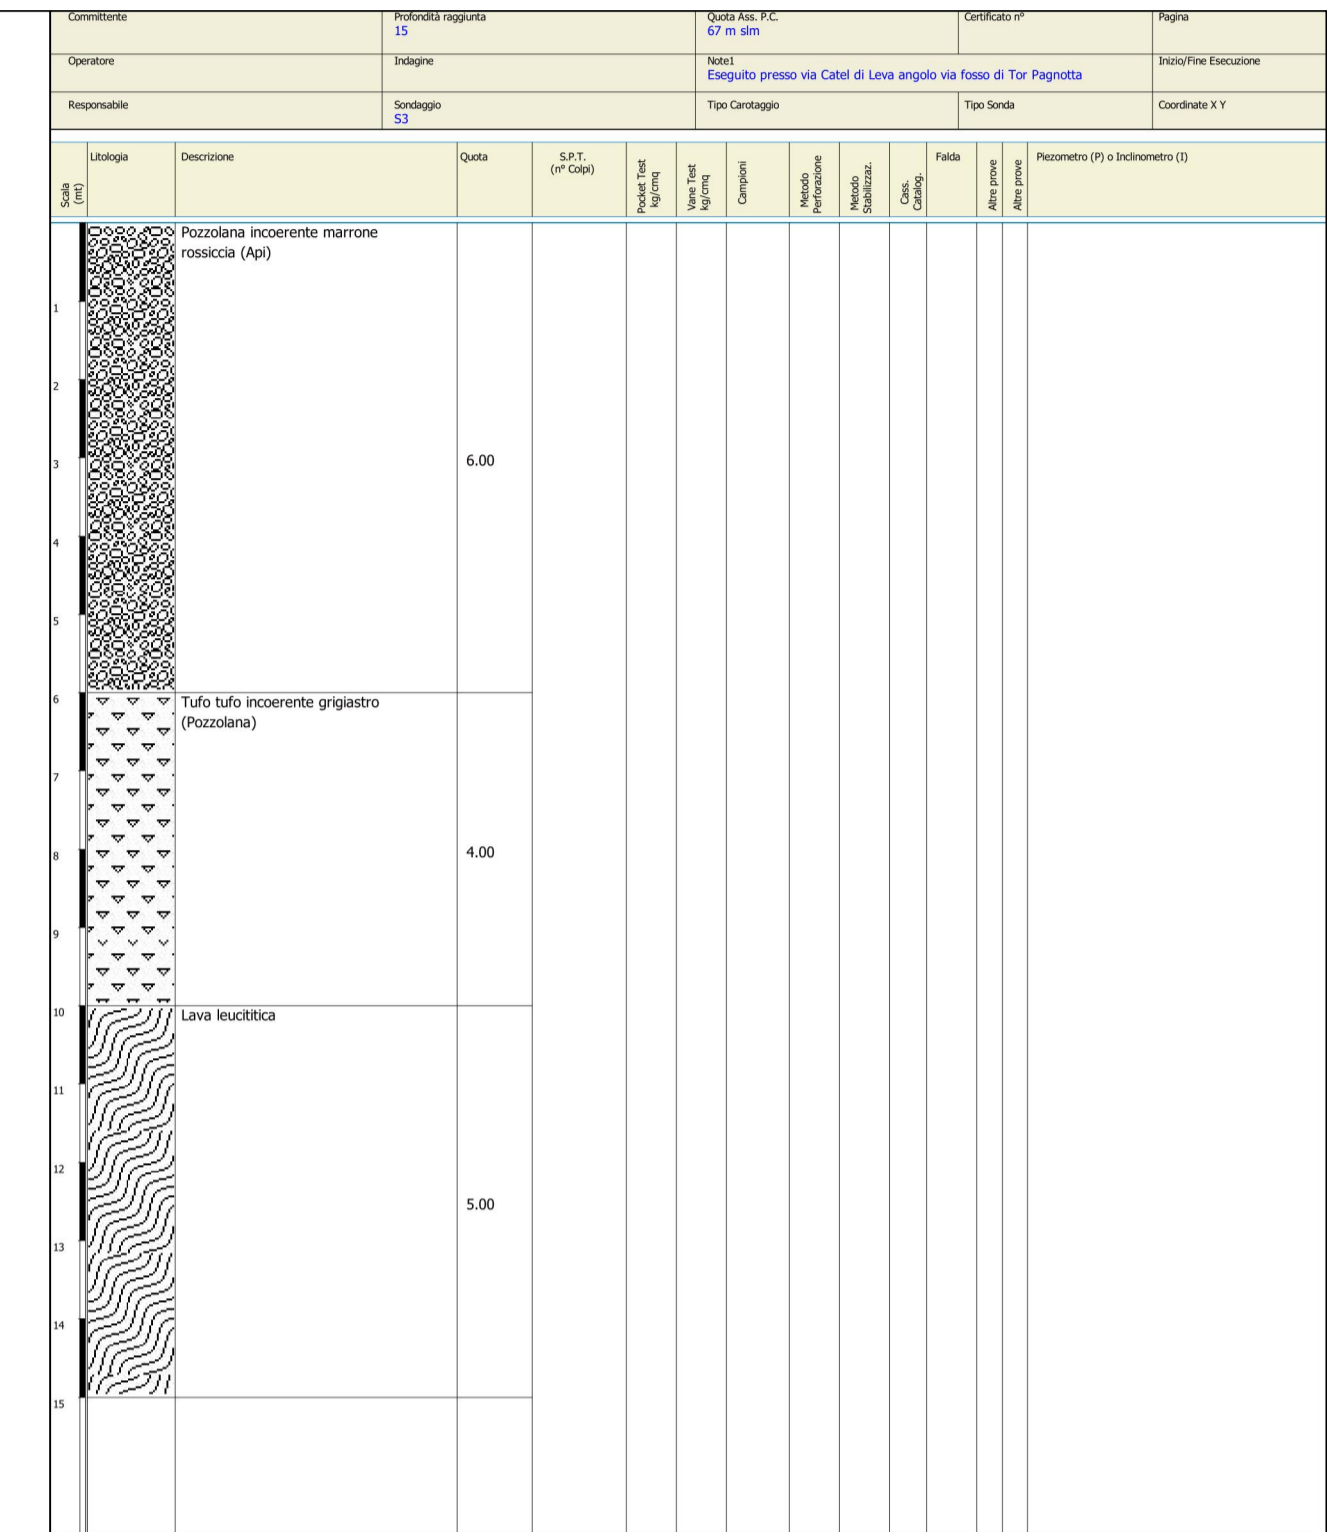 Committente
Profondità raggiunta
15
Quota Ass. P.C.
67 m slm
Certificato n°
Pagina
Operatore
Indagine
Note1
Eseguito presso via Catel di Leva angolo via fosso di Tor Pagnotta
Inizio/Fine Esecuzione
Responsabile
Sondaggio
S3
Tipo Carotaggio
Tipo Sonda
Coordinate X Y
Scala
(mt)
Litologia
Descrizione
Quota
S.P.T.
(n° Colpi)
Pocket Test
kg/cmq
Vane Test
kg/cmq
Campioni
Metodo
Perforazione
Metodo
Stabilizzaz.
Cass.
Catalog.
Falda
Altre prove
Altre prove
Piezometro (P) o Inclinometro (I)
Pozzolana incoerente marrone
rossiccia (Api)
1
2
3
6.00
4
5
6
Tufo tufo incoerente grigiastro
(Pozzolana)
7
8
4.00
9
10
Lava leucititica
11
12
5.00
13
14
15